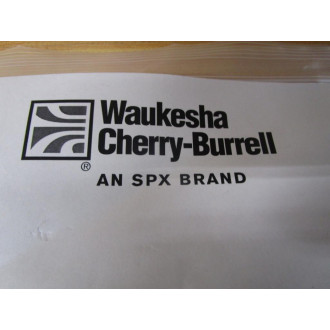 Waukesha
Cherry-Burrell
®
AN SPX BRAND